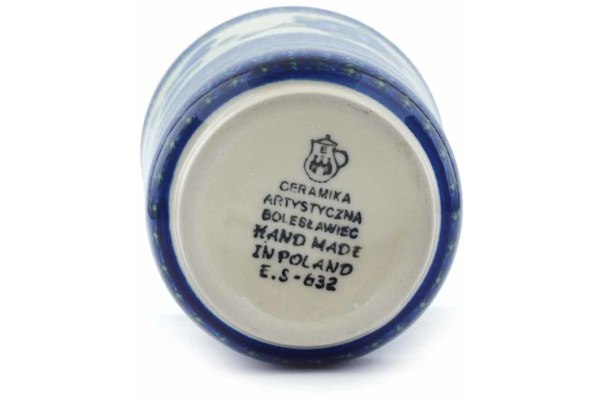 E
CERAMIKA
ARTYSTYCZNA
BOLESŁAWIEC
HAND MADE
IN POLAND
E.S-632